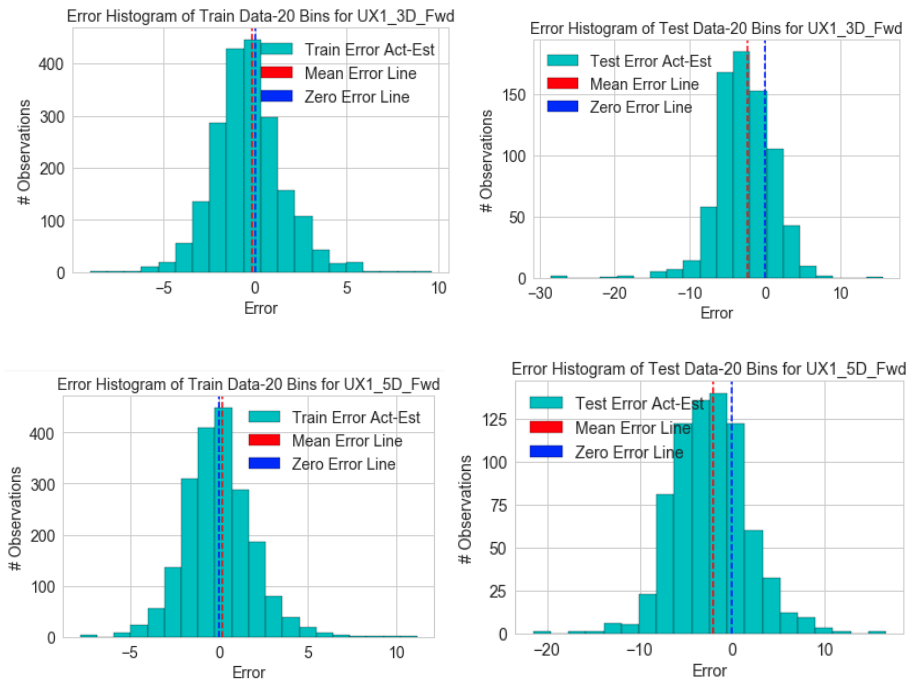 Error Histogram of Train Data-20 Bins for UX1_3D_Fwd
Train Error Act-Est
Mean Error Line
Zero Error Line
# Observations
400
300
200
100
0
−5
0
5
10
Error
Error Histogram of Test Data-20 Bins for UX1_3D_Fwd
Test Error Act-Est
Mean Error Line
Zero Error Line
# Observations
150
100
50
0
−30
−20
−10
0
10
Error
Error Histogram of Train Data-20 Bins for UX1_5D_Fwd
Train Error Act-Est
Mean Error Line
Zero Error Line
# Observations
400
300
200
100
0
−5
0
5
10
Error
Error Histogram of Test Data-20 Bins for UX1_5D_Fwd
Test Error Act-Est
Mean Error Line
Zero Error Line
# Observations
125
100
75
50
25
0
−20
−10
0
10
Error